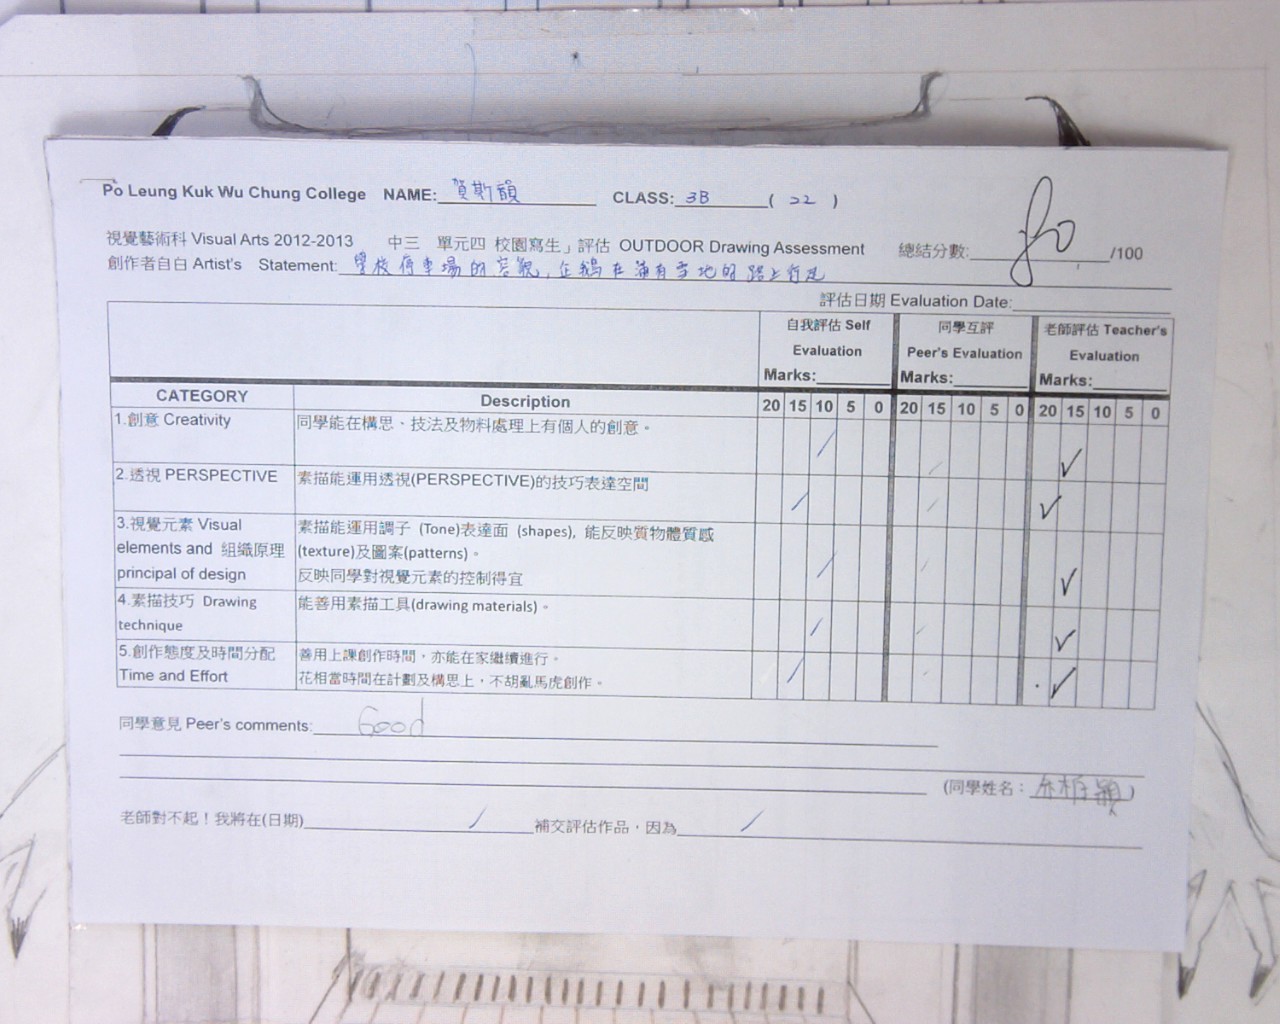 Po Leung Kuk Wu Chung College NAME: 賀斯韻 CLASS: 3B ( 22 )
視覺藝術科 Visual Arts 2012-2013 中三 單元四 校園寫生」評估 OUTDOOR Drawing Assessment 總結分數: 80 /100
創作者自白 Artist's Statement: 學校停車場的景觀, 企鵝在滿有雪地的路上行走
評估日期 Evaluation Date:
自我評估 Self Evaluation Marks:
同學互評 Peer's Evaluation Marks:
老師評估 Teacher's Evaluation Marks:
CATEGORY Description 20 15 10 5 0 20 15 10 5 0 20 15 10 5 0
1.創意 Creativity 同學能在構思、技法及物料處理上有個人的創意。
2.透視 PERSPECTIVE 素描能運用透視(PERSPECTIVE)的技巧表達空間
3.視覺元素 Visual elements and 組織原理 principal of design
素描能運用調子 (Tone)表達面 (shapes), 能反映質物體質感
(texture)及圖案(patterns)。
反映同學對視覺元素的控制得宜
4.素描技巧 Drawing technique 能善用素描工具(drawing materials)。
5.創作態度及時間分配 Time and Effort
善用上課創作時間，亦能在家繼續進行。
花相當時間在計劃及構思上，不胡亂馬虎創作。
同學意見 Peer's comments: Good
(同學姓名： )
老師對不起！我將在(日期) 補交評估作品，因為